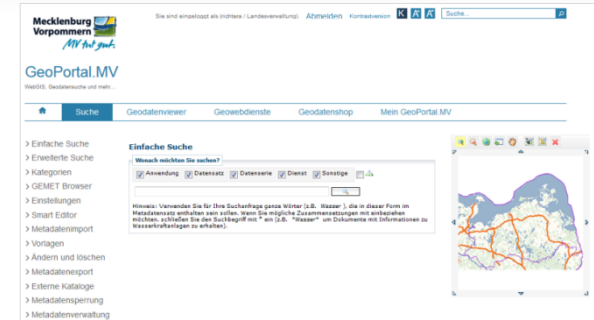 Mecklenburg
Vorpommern
MV tut gut.
Sie sind eingeloggt als (Landesverwaltung). Abmelden Kontrastversion K A A Suche...
GeoPortal.MV
WebGIS, Geodatensuche und mehr...
Suche Geodatenviewer Geowebdienste Geodatenshop Mein GeoPortal.MV
> Einfache Suche
> Erweiterte Suche
> Kategorien
> GEMET Browser
> Einstellungen
> Smart Editor
> Metadatenimport
> Vorlagen
> Ändern und löschen
> Metadatenexport
> Externe Kataloge
> Metadatensperrung
> Metadatenverwaltung
Einfache Suche
Wonach möchten Sie suchen?
Anwendung Datensatz Datenserie Dienst Sonstige
Hinweis: Verwenden Sie für Ihre Suchanfrage ganze Wörter (z.B. Wasser ), die in dieser Form im
Metadatensatz enthalten sein sollen. Wenn Sie mögliche Zusammensetzungen mit einbeziehen
möchten, schließen Sie den Suchbegriff mit * ein (z.B. *Wasser* um Dokumente mit Informationen zu
Wasserkraftanlagen zu erhalten).